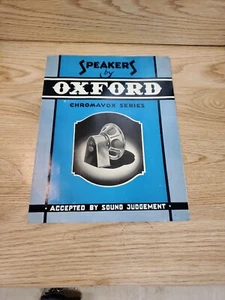 SPEAKERS
by
OXFORD
CHROMAVOX SERIES
ACCEPTED BY SOUND JUDGEMENT